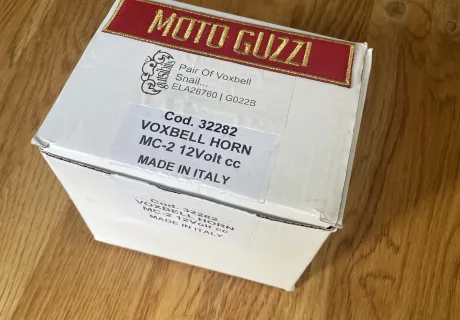 MOTO GUZZI
Pair Of Voxbell
Snail...
ELA28760 | G022B
Cod. 32282
VOXBELL HORN
MC-2 12Volt cc
MADE IN ITALY
Cod. 32282
VOXBELL HORN
MC-2 12Volt cc
MADE IN ITALY